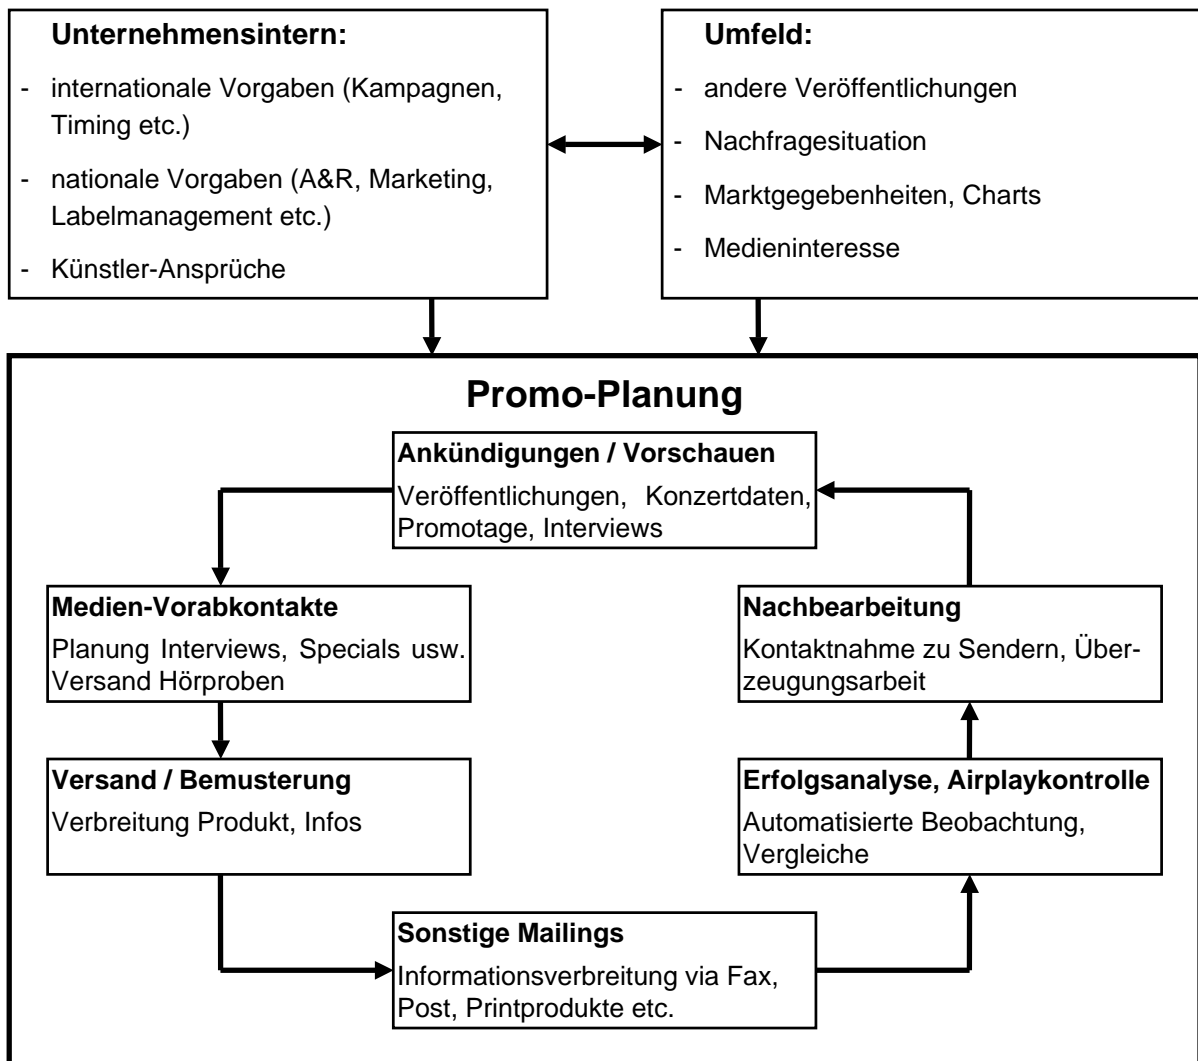 Unternehmensintern:
- internationale Vorgaben (Kampagnen,
Timing etc.)
- nationale Vorgaben (A&R, Marketing,
Labelmanagement etc.)
- Künstler-Ansprüche
Umfeld:
- andere Veröffentlichungen
- Nachfragesituation
- Marktgegebenheiten, Charts
- Medieninteresse
Promo-Planung
Ankündigungen / Vorschauen
Veröffentlichungen, Konzertdaten,
Promotage, Interviews
Medien-Vorabkontakte
Planung Interviews, Specials usw.
Versand Hörproben
Nachbearbeitung
Kontaktnahme zu Sendern, Über-
zeugungsarbeit
Versand / Bemusterung
Verbreitung Produkt, Infos
Erfolgsanalyse, Airplaykontrolle
Automatisierte Beobachtung,
Vergleiche
Sonstige Mailings
Informationsverbreitung via Fax,
Post, Printprodukte etc.